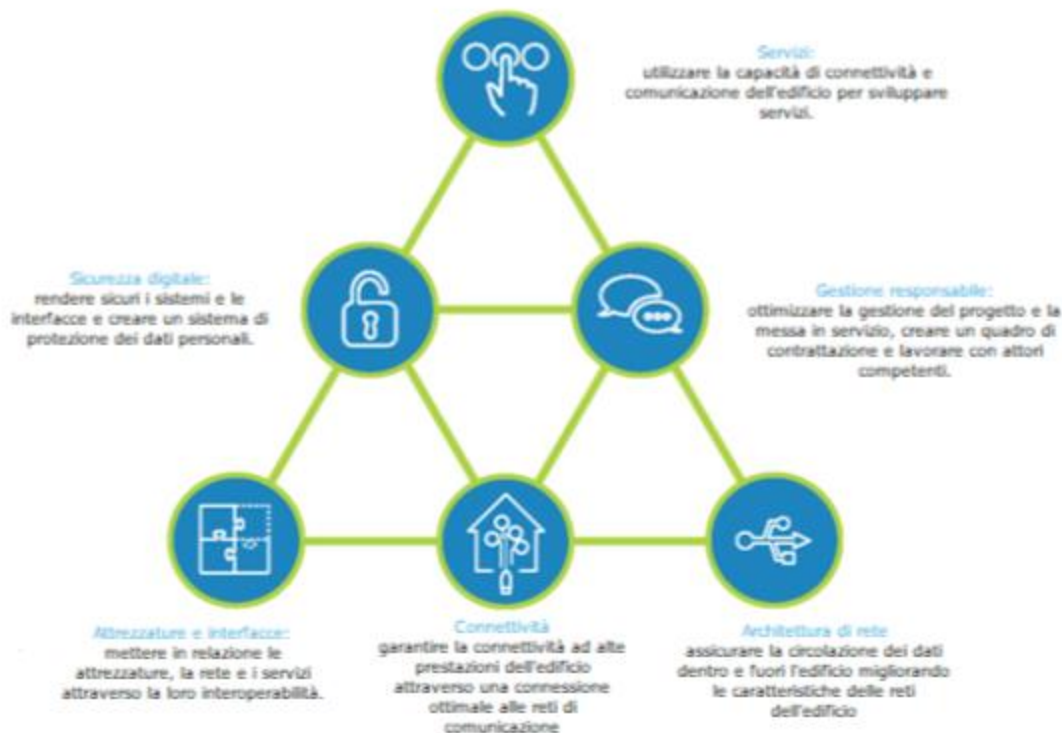 Servizi:
utilizzare la capacità di connettività e
comunicazione dell'edificio per sviluppare
servizi.
Sicurezza digitale:
rendere sicuri i sistemi e le
interfacce e creare un sistema di
protezione dei dati personali.
Gestione responsabile:
ottimizzare la gestione del progetto e la
messa in servizio, creare un quadro di
contrattazione e lavorare con attori
competenti.
Attrezzature e interfacce:
mettere in relazione le
attrezzature, la rete e i servizi
attraverso la loro interoperabilità.
Connettività
garantire la connettività ad alte
prestazioni dell'edificio
attraverso una connessione
ottimale alle reti di
comunicazione
Architettura di rete
assicurare la circolazione dei dati
dentro e fuori l'edificio migliorando
le caratteristiche delle reti
dell'edificio